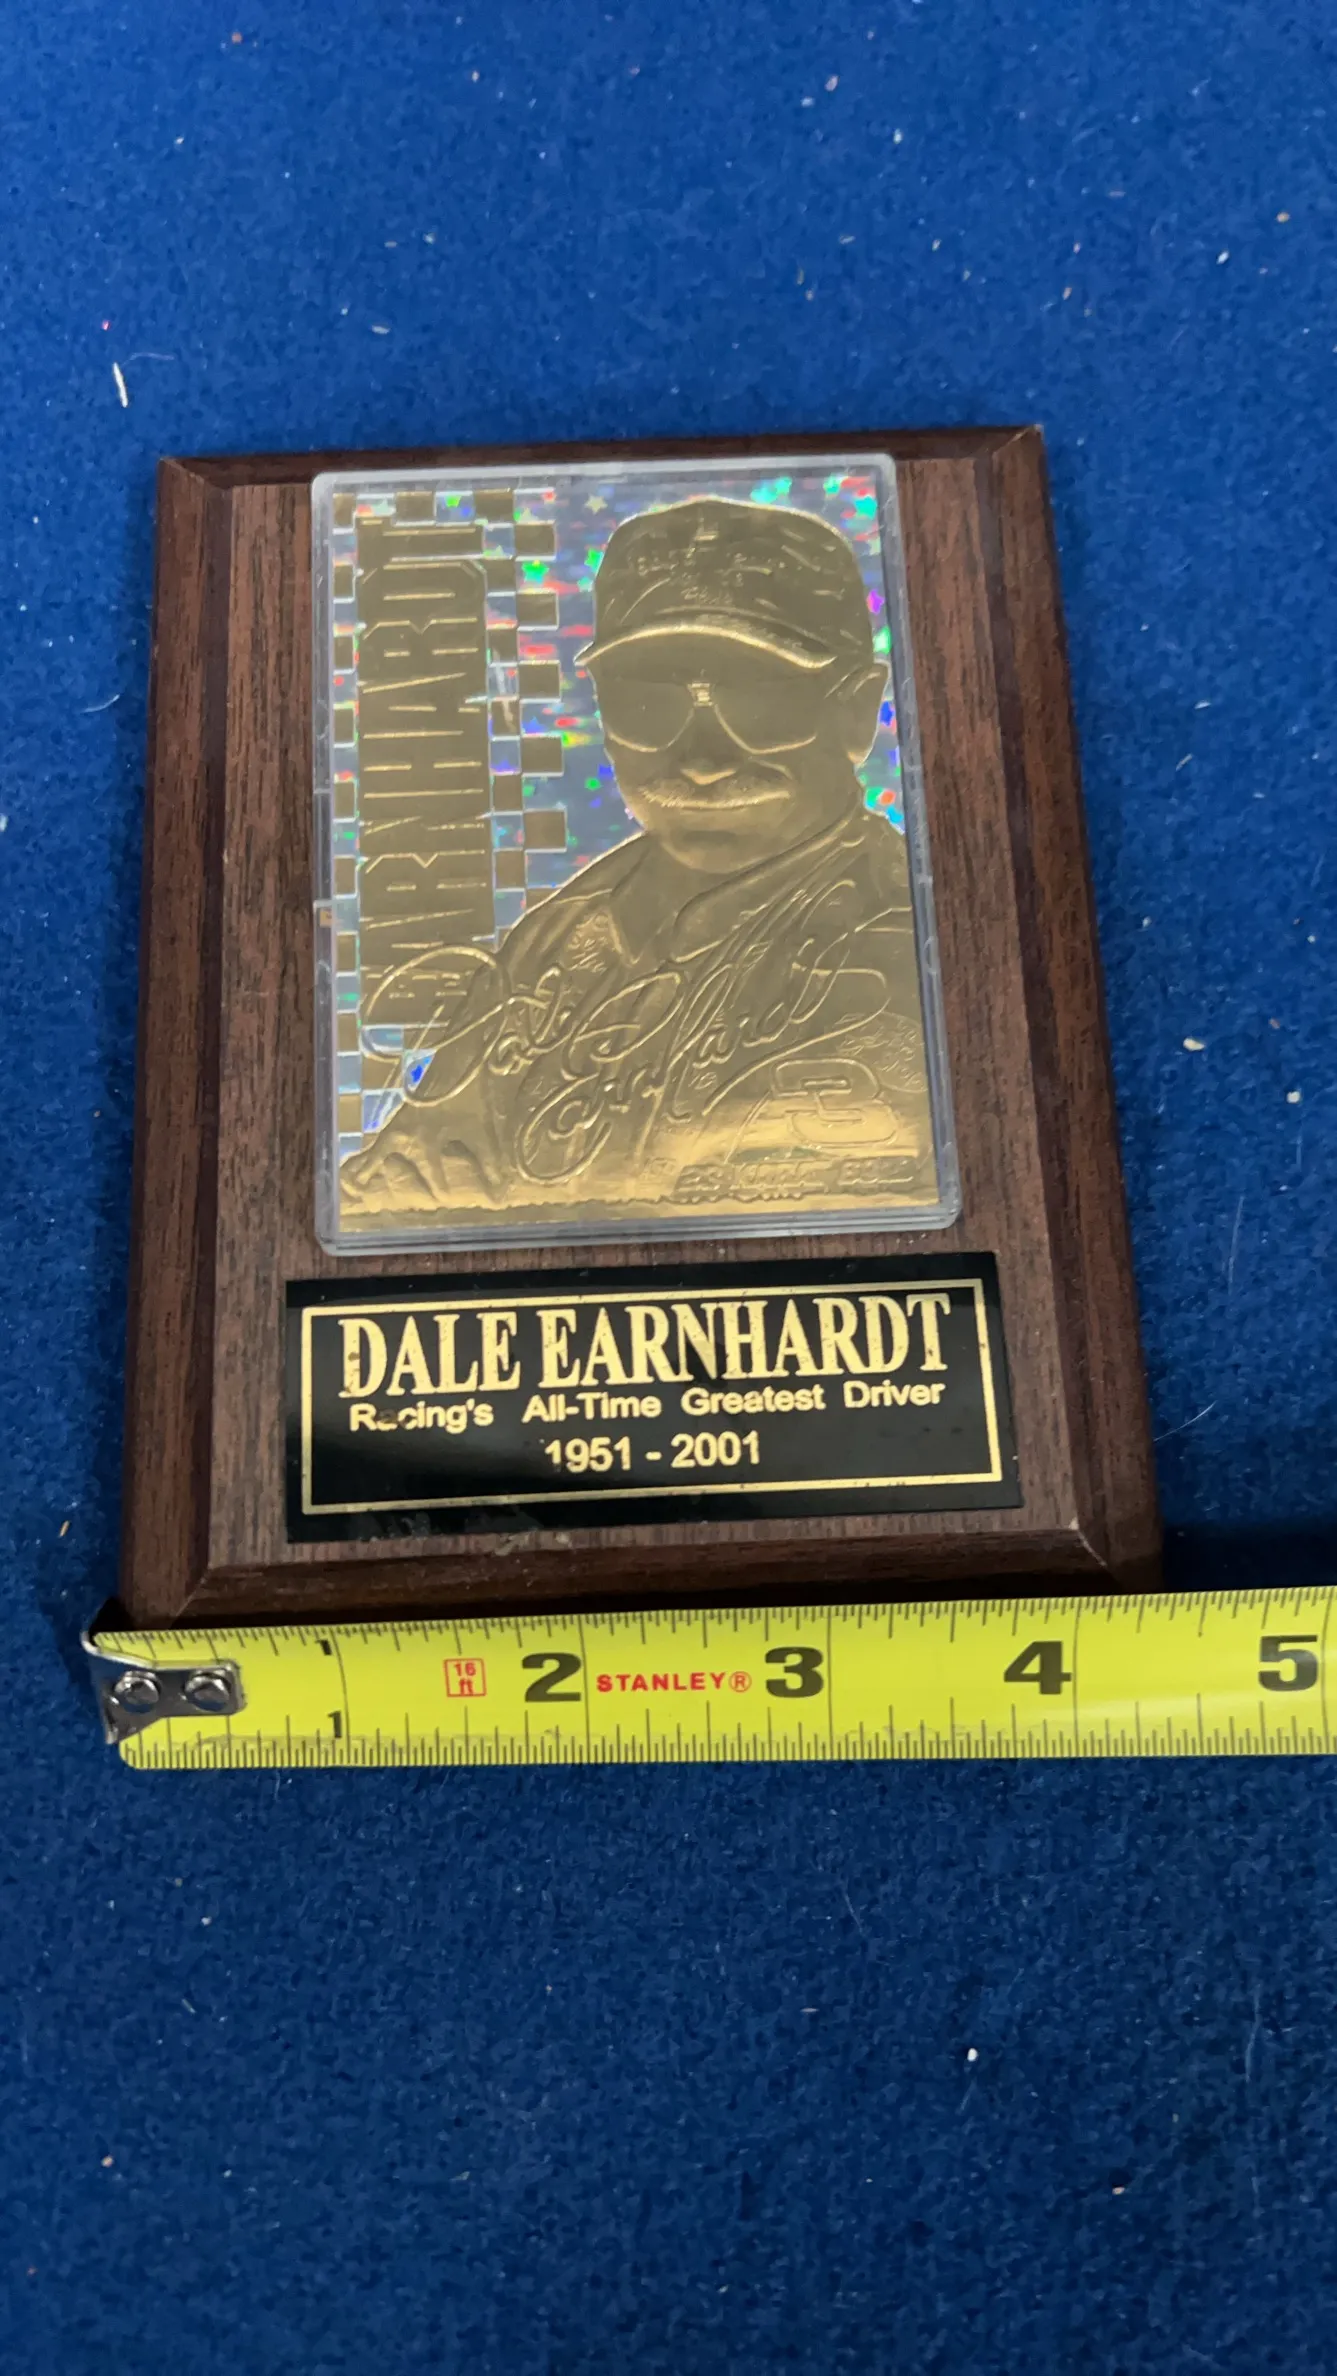 EARNHARDT
Dale Earnhardt
3
23 KARAT GOLD
DALE EARNHARDT
Racing's All-Time Greatest Driver
1951 - 2001
1 16 ft 2 STANLEY® 3 4 5
1